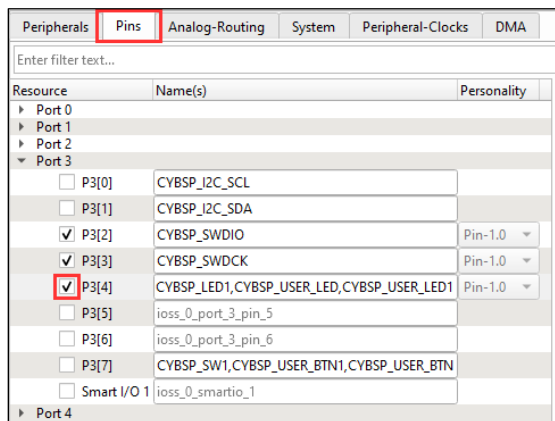 Peripherals Pins Analog-Routing System Peripheral-Clocks DMA
Enter filter text...
Resource Name(s) Personality
Port 0
Port 1
Port 2
Port 3
P3[0] CYBSP_I2C_SCL
P3[1] CYBSP_I2C_SDA
P3[2] CYBSP_SWDIO Pin-1.0
P3[3] CYBSP_SWDCK Pin-1.0
P3[4] CYBSP_LED1,CYBSP_USER_LED,CYBSP_USER_LED1 Pin-1.0
P3[5] ioss_0_port_3_pin_5
P3[6] ioss_0_port_3_pin_6
P3[7] CYBSP_SW1,CYBSP_USER_BTN1,CYBSP_USER_BTN
Smart I/O 1 ioss_0_smartio_1
Port 4